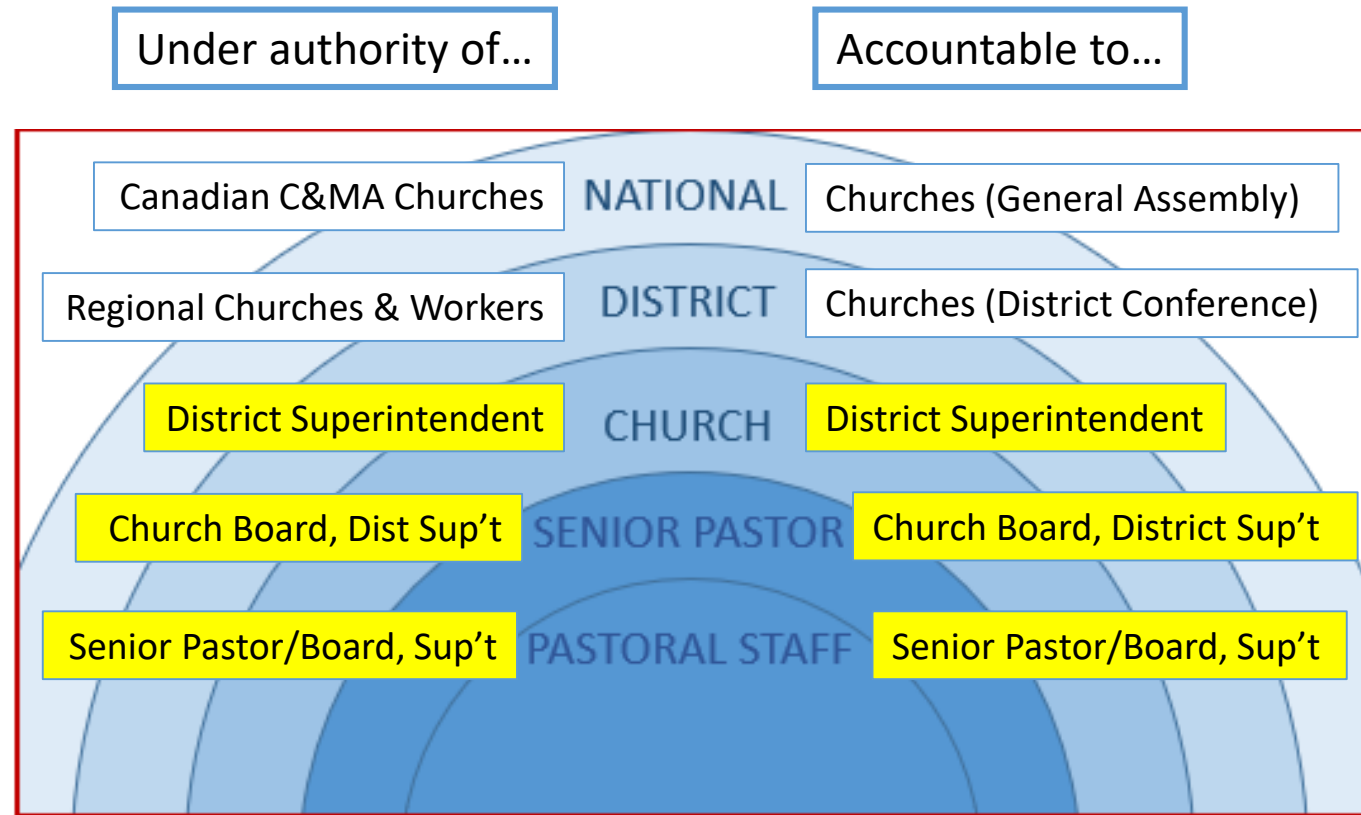 Under authority of…
Accountable to…
Canadian C&MA Churches
NATIONAL
Churches (General Assembly)
Regional Churches & Workers
DISTRICT
Churches (District Conference)
District Superintendent
CHURCH
District Superintendent
Church Board, Dist Sup’t
SENIOR PASTOR
Church Board, District Sup’t
Senior Pastor/Board, Sup’t
PASTORAL STAFF
Senior Pastor/Board, Sup’t